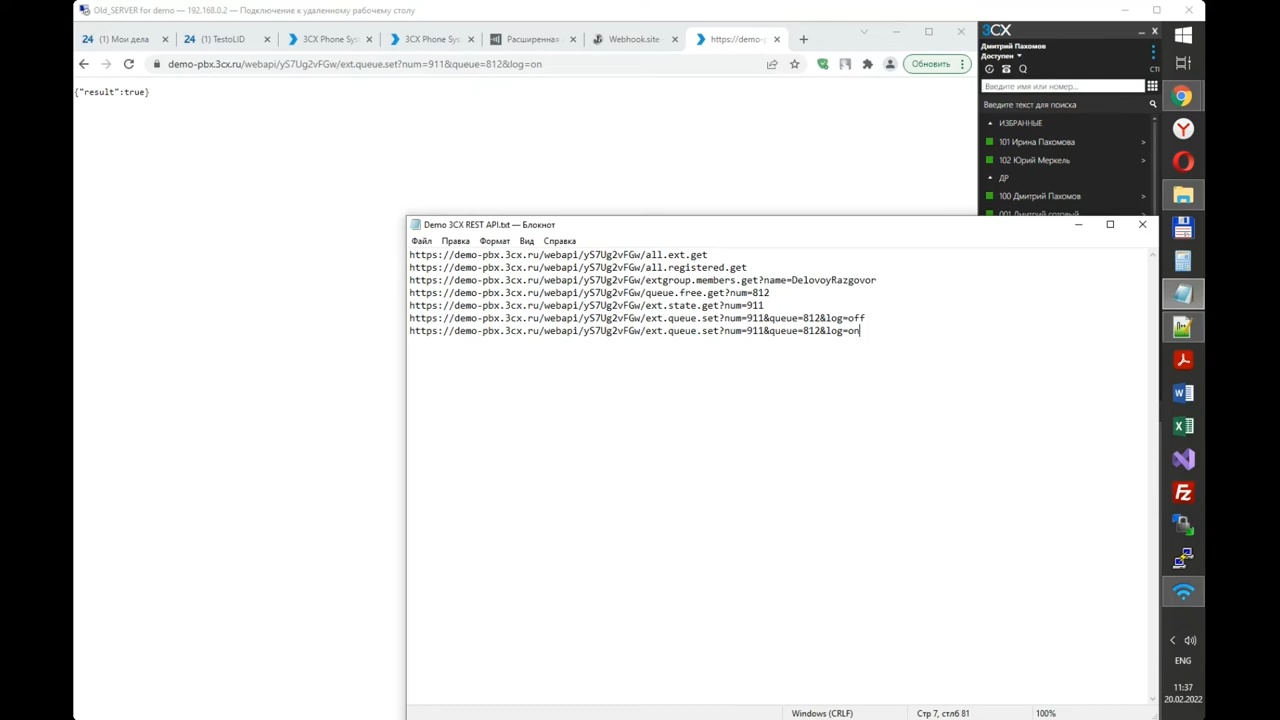 Old_SERVER for demo — 192.168.0.2 — Подключение к удаленному рабочему столу
24 (1) Мои дела
24 (1) TestoLID
3CX Phone Sys
3CX Phone Sys
Расширенная
Webhook.site
https://demo-p
demo-pbx.3cx.ru/webapi/yS7Ug2vFGw/ext.queue.set?num=911&queue=812&log=on
Обновить
{"result":true}
3CX
Дмитрий Пахомов
Доступен
CTI
Введите имя или номер...
Введите текст для поиска
ИЗБРАННЫЕ
101 Ирина Пахомова
102 Юрий Меркель
ДР
100 Дмитрий Пахомов
Demo 3CX REST API.txt — Блокнот
Файл Правка Формат Вид Справка
https://demo-pbx.3cx.ru/webapi/yS7Ug2vFGw/all.ext.get
https://demo-pbx.3cx.ru/webapi/yS7Ug2vFGw/all.registered.get
https://demo-pbx.3cx.ru/webapi/yS7Ug2vFGw/extgroup.members.get?name=DelovoyRazgovor
https://demo-pbx.3cx.ru/webapi/yS7Ug2vFGw/queue.free.get?num=812
https://demo-pbx.3cx.ru/webapi/yS7Ug2vFGw/ext.state.get?num=911
https://demo-pbx.3cx.ru/webapi/yS7Ug2vFGw/ext.queue.set?num=911&queue=812&log=off
https://demo-pbx.3cx.ru/webapi/yS7Ug2vFGw/ext.queue.set?num=911&queue=812&log=on
Windows (CRLF)
Стр 7, стлб 81
100%
ENG
11:37
20.02.2022